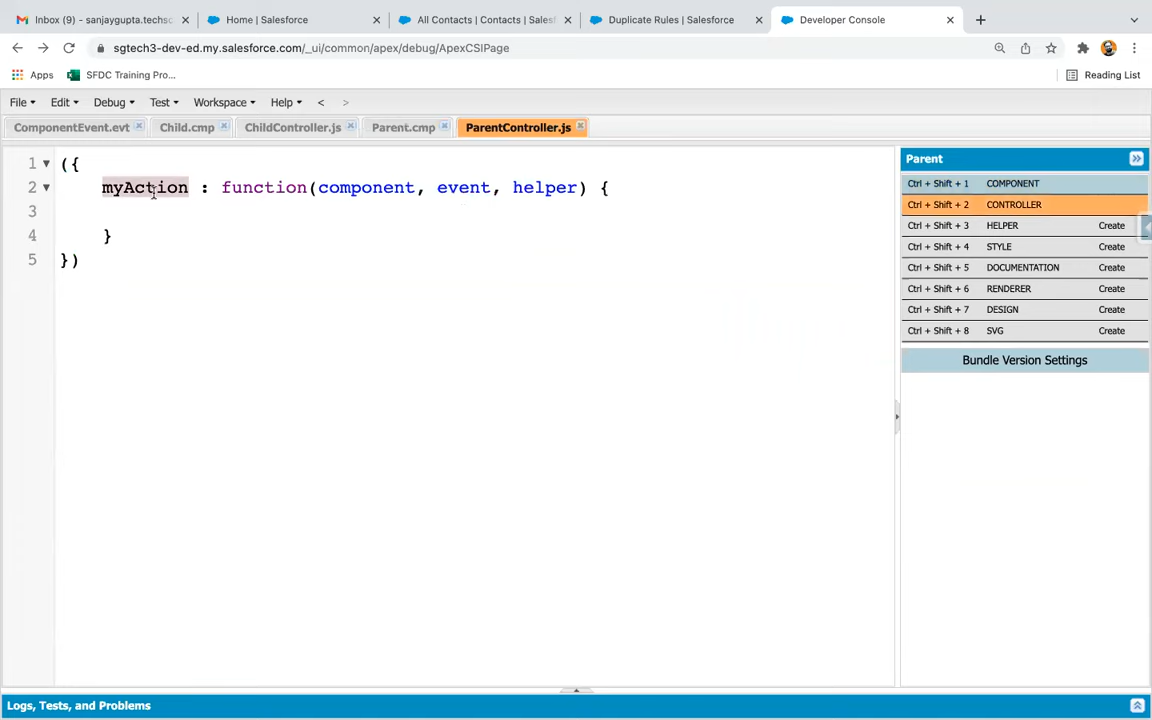 Inbox (1) - sanjaygupta.techsc
Home | Salesforce
All Contacts | Contacts | Salesf
Duplicate Rules | Salesforce
Developer Console
sgtech3-dev-ed.my.salesforce.com/_ui/common/apex/debug/ApexCSIPage
Apps
SFDC Training Pro...
Reading List
File Edit Debug Test Workspace Help < >
ComponentEvent.evt
Child.cmp
ChildController.js
Parent.cmp
ParentController.js
1 ({
2 myAction : function(component, event, helper) {
3
4 }
5 })
Parent
Ctrl + Shift + 1 COMPONENT
Ctrl + Shift + 2 CONTROLLER
Ctrl + Shift + 3 HELPER Create
Ctrl + Shift + 4 STYLE Create
Ctrl + Shift + 5 DOCUMENTATION Create
Ctrl + Shift + 6 RENDERER Create
Ctrl + Shift + 7 DESIGN Create
Ctrl + Shift + 8 SVG Create
Bundle Version Settings
Logs, Tests, and Problems